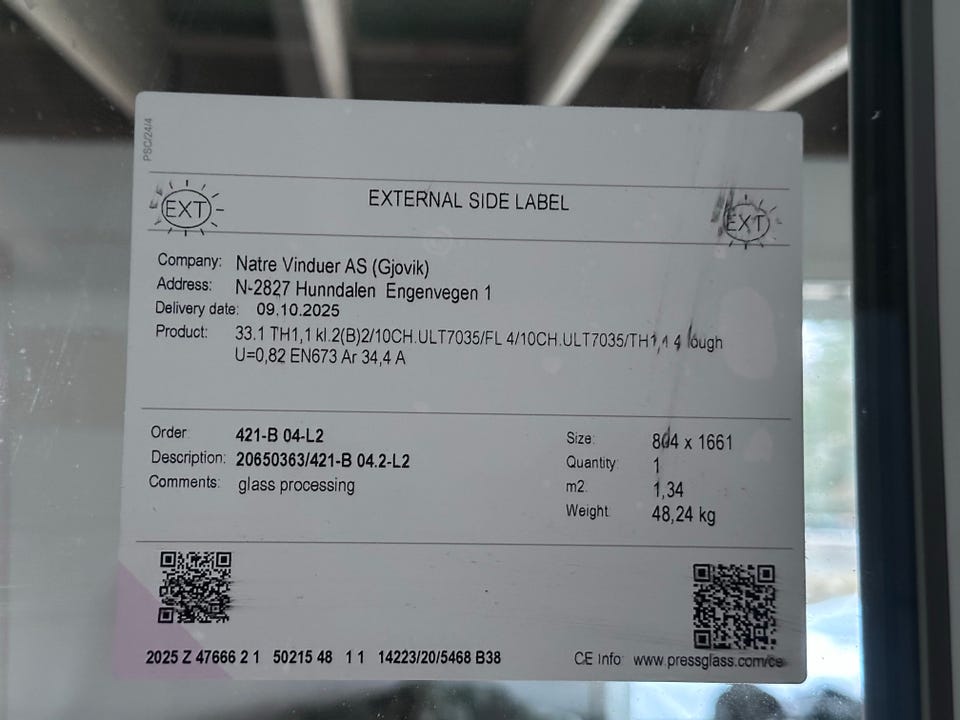 PSC/24/4
EXT EXTERNAL SIDE LABEL EXT
Company: Natre Vinduer AS (Gjovik)
Address: N-2827 Hunndalen Engenvegen 1
Delivery date: 09.10.2025
Product: 33.1 TH1,1 kl.2(B)2/10CH.ULT7035/FL 4/10CH.ULT7035/TH1,1 4
U=0,82 EN673 Ar 34,4 A
Order 421-B 04-L2 Size: 804 x 1661
Description: 20650363/421-B 04.2-L2 Quantity: 1
Comments: glass processing m2. 1,34
Weight 48,24 kg
2025 Z 47666 2 1 50215 48 1 1 14223/20/5468 B38 CE Info www.pressglass.com/ce